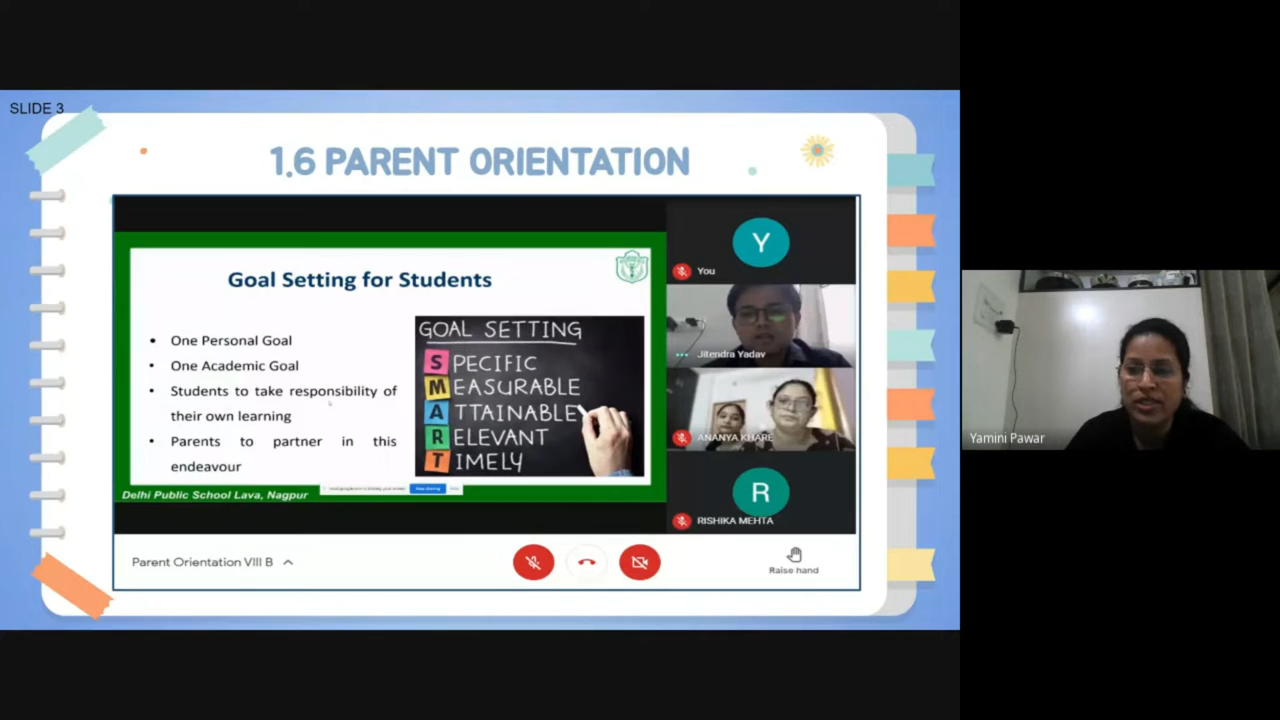 SLIDE 3
1.6 PARENT ORIENTATION
Goal Setting for Students
• One Personal Goal
• One Academic Goal
• Students to take responsibility of
their own learning
• Parents to partner in this
endeavour
GOAL SETTING
SPECIFIC
MEASURABLE
ATTAINABLE
RELEVANT
TIMELY
Delhi Public School Lava, Nagpur
Y
You
Jitendra Yadav
ANANYA KHARE
R
RISHIKA MEHTA
Parent Orientation VIII B
Raise hand
Yamini Pawar